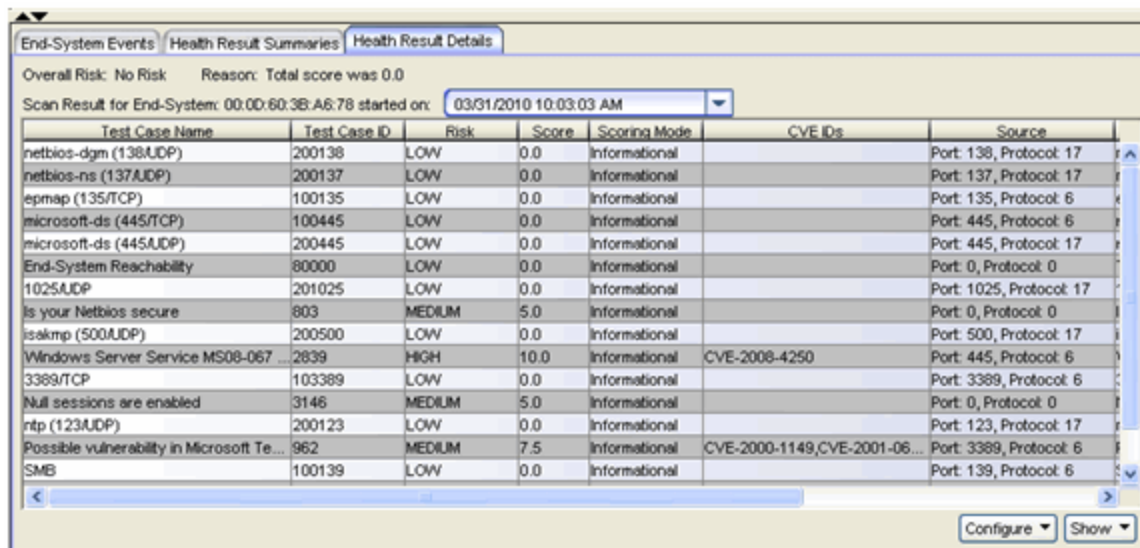 End-System Events Health Result Summaries Health Result Details
Overall Risk: No Risk Reason: Total score was 0.0
Scan Result for End-System: 00:0D:60:3B:A6:78 started on: 03/31/2010 10:03:03 AM
Test Case Name Test Case ID Risk Score Scoring Mode CVE IDs Source
netbios-dgm (138/UDP) 200138 LOW 0.0 Informational Port: 138, Protocol: 17
netbios-ns (137/UDP) 200137 LOW 0.0 Informational Port: 137, Protocol: 17
epmap (135/TCP) 100135 LOW 0.0 Informational Port: 135, Protocol: 6
microsoft-ds (445/TCP) 100445 LOW 0.0 Informational Port: 445, Protocol: 6
microsoft-ds (445/UDP) 200445 LOW 0.0 Informational Port: 445, Protocol: 17
End-System Reachability 80000 LOW 0.0 Informational Port: 0, Protocol: 0
1025/UDP 201025 LOW 0.0 Informational Port: 1025, Protocol: 17
Is your Netbios secure 803 MEDIUM 5.0 Informational Port: 0, Protocol: 0
isakmp (500/UDP) 200500 LOW 0.0 Informational Port: 500, Protocol: 17
Windows Server Service MS08-067 ... 2839 HIGH 10.0 Informational CVE-2008-4250 Port: 445, Protocol: 6
3389/TCP 103389 LOW 0.0 Informational Port: 3389, Protocol: 6
Null sessions are enabled 3146 MEDIUM 5.0 Informational Port: 0, Protocol: 0
ntp (123/UDP) 200123 LOW 0.0 Informational Port: 123, Protocol: 17
Possible vulnerability in Microsoft Te... 962 MEDIUM 7.5 Informational CVE-2000-1149,CVE-2001-06... Port: 3389, Protocol: 6
SMB 100139 LOW 0.0 Informational Port: 139, Protocol: 6
Configure Show